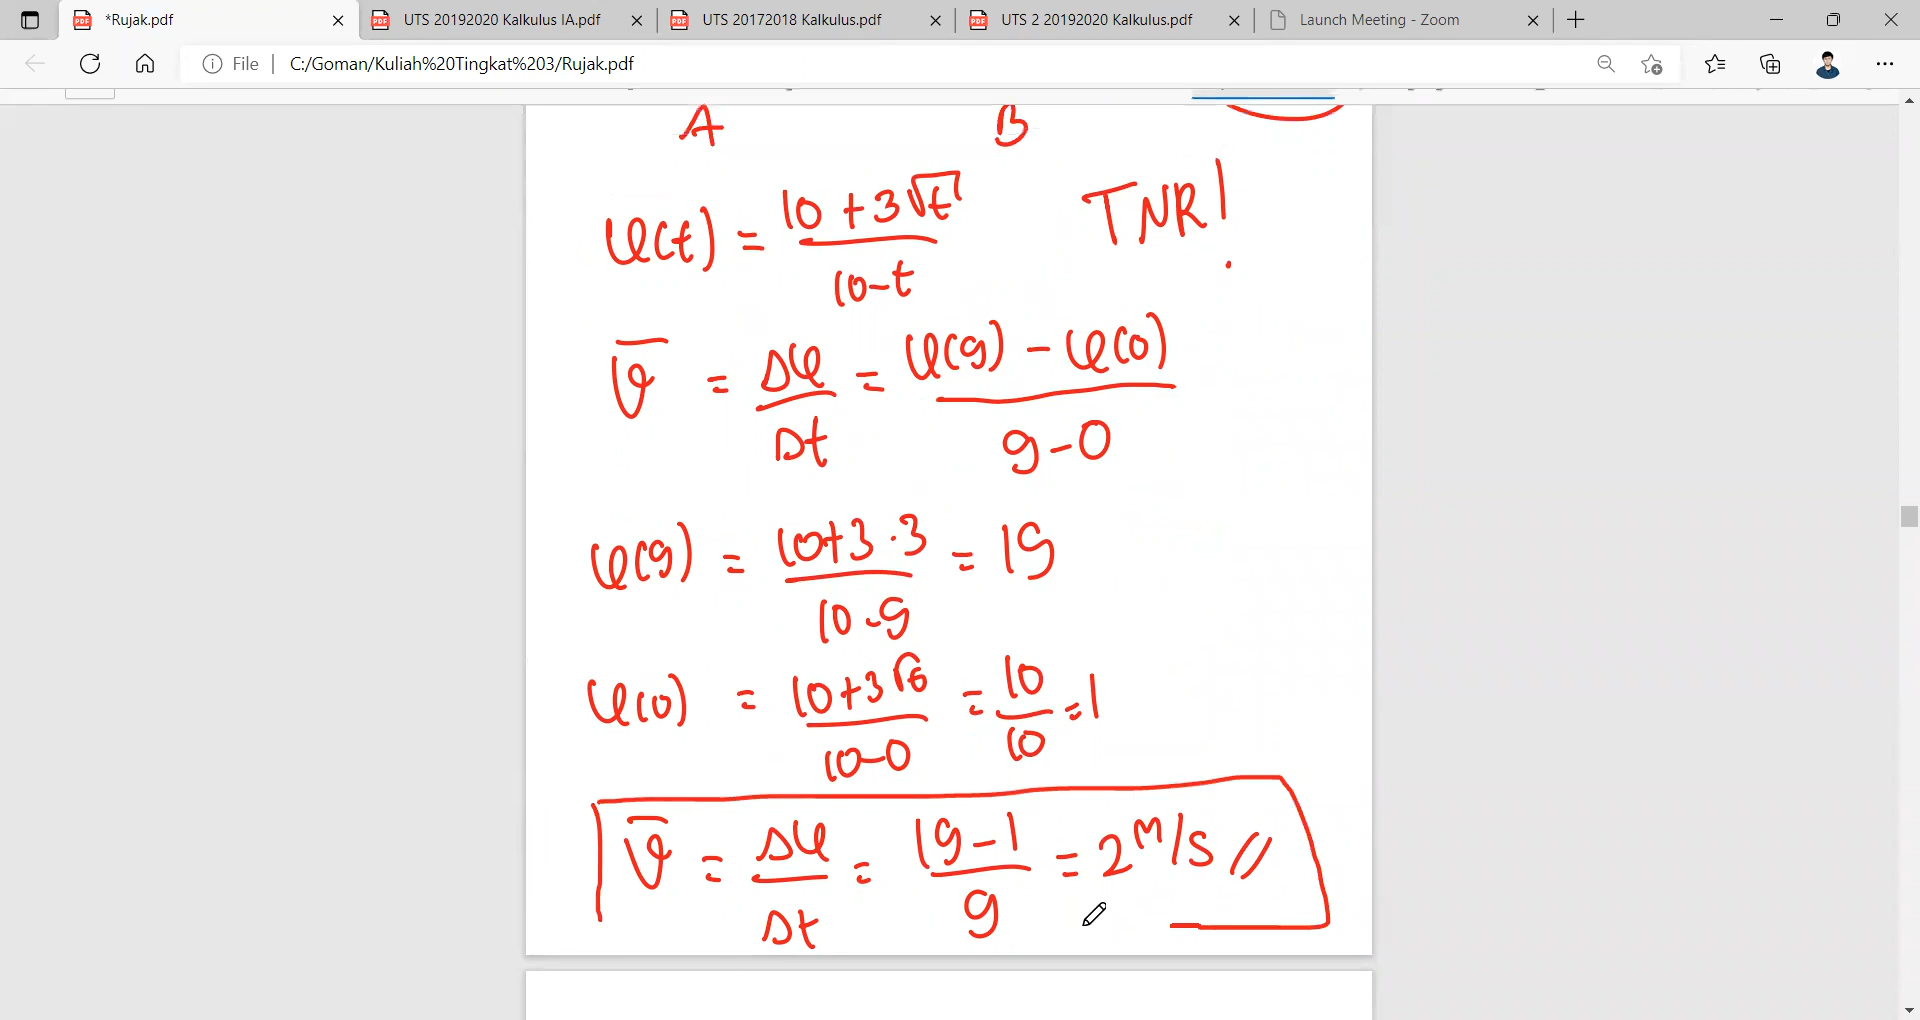 *Rujak.pdf
UTS 20192020 Kalkulus IA.pdf
UTS 20172018 Kalkulus.pdf
UTS 2 20192020 Kalkulus.pdf
Launch Meeting - Zoom
File | C:/Goman/Kuliah%20Tingkat%203/Rujak.pdf
A B
φ(t) = (10 + 3√t)/(10-t) TNR!
v̄ = Δφ/Δt = (φ(9) - φ(0))/(9-0)
φ(9) = (10+3·3)/(10-9) = 19
φ(0) = (10+3√0)/(10-0) = 10/10 = 1
v̄ = Δφ/Δt = (19-1)/9 = 2 M/S //